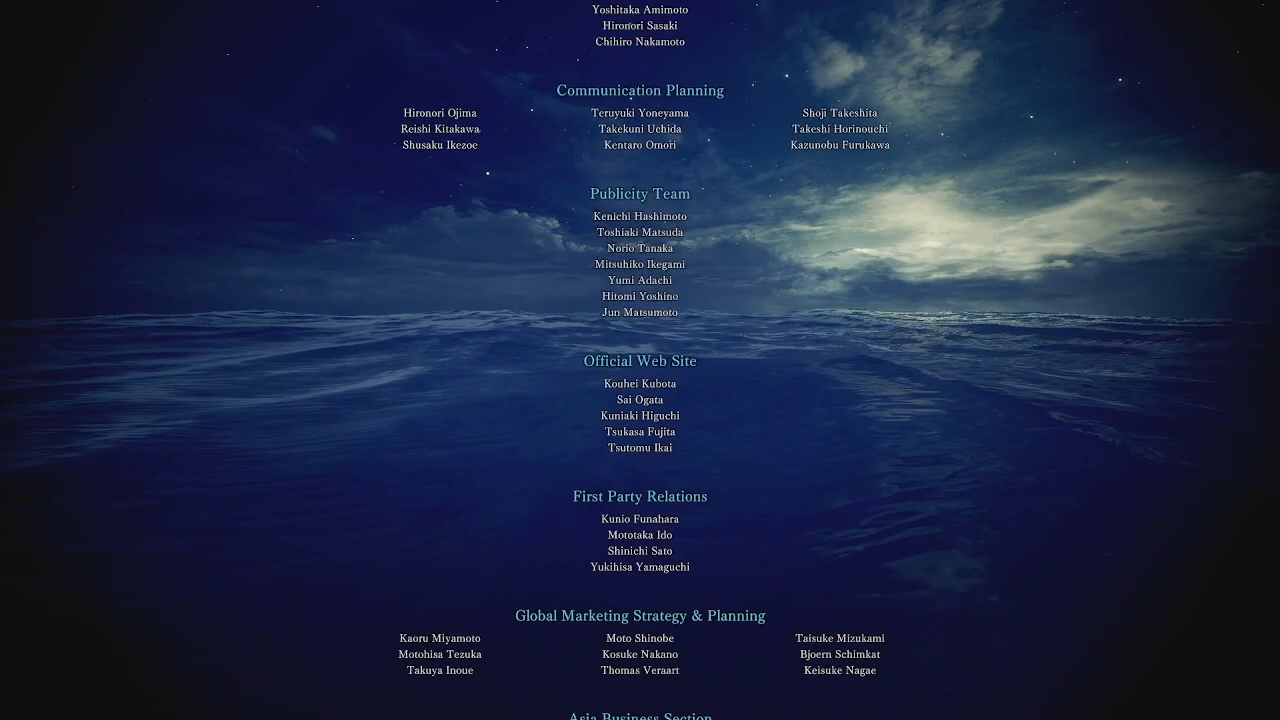 Yoshitaka Amimoto
Hironori Sasaki
Chihiro Nakamoto
Communication Planning
Hironori Ojima Teruyuki Yoneyama Shoji Takeshita
Reishi Kitakawa Takekuni Uchida Takeshi Horinouchi
Shusaku Ikezoe Kentaro Omori Kazunobu Furukawa
Publicity Team
Kenichi Hashimoto
Toshiaki Matsuda
Norio Tanaka
Mitsuhiko Ikegami
Yumi Adachi
Hitomi Yoshino
Jun Matsumoto
Official Web Site
Kouhei Kubota
Sai Ogata
Kuniaki Higuchi
Tsukasa Fujita
Tsutomu Ikai
First Party Relations
Kunio Funahara
Mototaka Ido
Shinichi Sato
Yukihisa Yamaguchi
Global Marketing Strategy & Planning
Kaoru Miyamoto Moto Shinobe Taisuke Mizukami
Motohisa Tezuka Kosuke Nakano Bjoern Schimkat
Takuya Inoue Thomas Veraart Keisuke Nagae
Asia Business Section